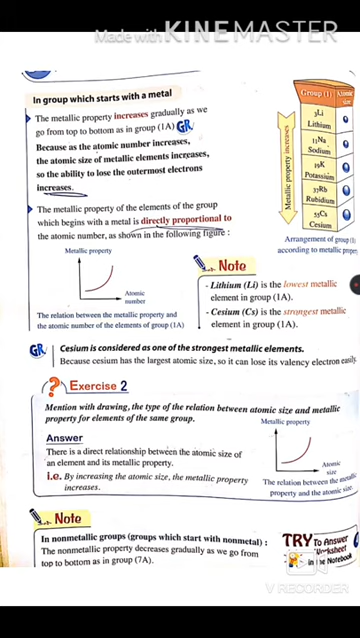 Made with KINEMASTER
In group which starts with a metal
The metallic property increases gradually as we
go from top to bottom as in group (1A) GR
Because as the atomic number increases,
the atomic size of metallic elements increases,
so the ability to lose the outermost electrons
increases.
The metallic property of the elements of the group
which begins with a metal is directly proportional to
the atomic number, as shown in the following figure :
Metallic property
Atomic
number
The relation between the metallic property and
the atomic number of the elements of group (1A)
Group (1A)
Atomic
size
Metallic property increases
3Li
Lithium
11Na
Sodium
19K
Potassium
37Rb
Rubidium
55Cs
Cesium
Arrangement of group (1A)
according to metallic property
Note
- Lithium (Li) is the lowest metallic
element in group (1A).
- Cesium (Cs) is the strongest metallic
element in group (1A).
GR
Cesium is considered as one of the strongest metallic elements.
Because cesium has the largest atomic size, so it can lose its valency electron easily.
Exercise 2
Mention with drawing, the type of the relation between atomic size and metallic
property for elements of the same group.
Answer
There is a direct relationship between the atomic size of
an element and its metallic property.
i.e. By increasing the atomic size, the metallic property
increases.
Metallic property
Atomic
size
The relation between the metallic
property and the atomic size.
Note
In nonmetallic groups (groups which start with nonmetal) :
The nonmetallic property decreases gradually as we go from
top to bottom as in group (7A).
TRY To Answer
Worksheet
in the Notebook
V RECORDER